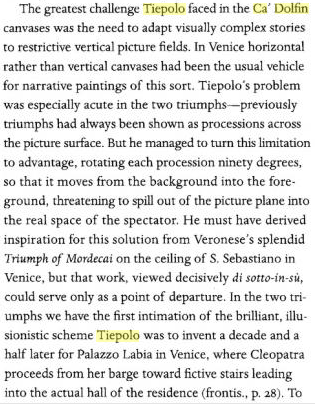 The greatest challenge Tiepolo faced in the Ca' Dolfin
canvases was the need to adapt visually complex stories
to restrictive vertical picture fields. In Venice horizontal
rather than vertical canvases had been the usual vehicle
for narrative paintings of this sort. Tiepolo's problem
was especially acute in the two triumphs—previously
triumphs had always been shown as processions across
the picture surface. But he managed to turn this limitation
to advantage, rotating each procession ninety degrees,
so that it moves from the background into the fore-
ground, threatening to spill out of the picture plane into
the real space of the spectator. He must have derived
inspiration for this solution from Veronese's splendid
Triumph of Mordecai on the ceiling of S. Sebastiano in
Venice, but that work, viewed decisively di sotto-in-sù,
could serve only as a point of departure. In the two tri-
umphs we have the first intimation of the brilliant, illu-
sionistic scheme Tiepolo was to invent a decade and a
half later for Palazzo Labia in Venice, where Cleopatra
proceeds from her barge toward fictive stairs leading
into the actual hall of the residence (frontis., p. 28). To